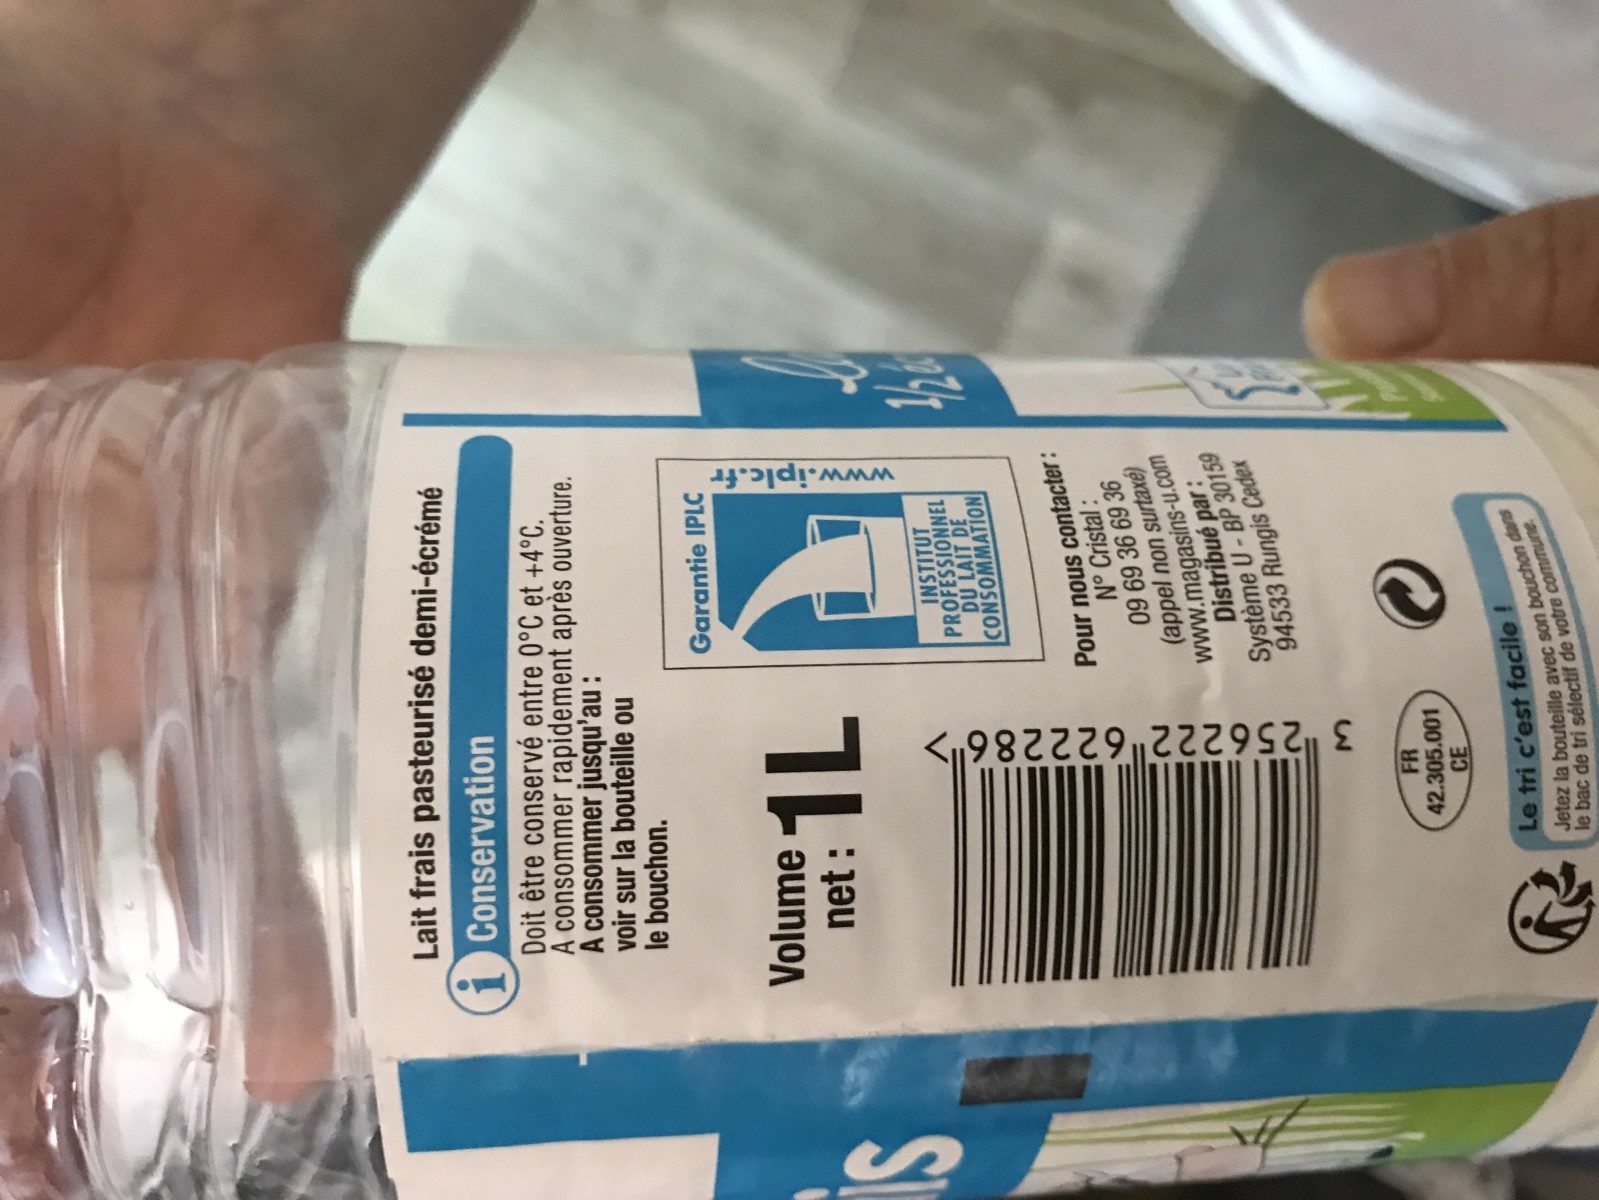 Lait frais pasteurisé demi-écrémé
i Conservation
Doit être conservé entre 0°C et +4°C.
A consommer rapidement après ouverture.
A consommer jusqu'au :
voir sur la bouteille ou
le bouchon.
Garantie IPLC
www.iplc.fr
INSTITUT
PROFESSIONNEL
DU LAIT DE
CONSOMMATION
Volume
net : 1L
3 256222 622286 >
Pour nous contacter :
N° Cristal :
09 69 36 69 36
(appel non surtaxé)
www.magasins-u.com
Distribué par :
Système U - BP 30159
94533 Rungis Cedex
FR
42.305.001
CE
Le tri c'est facile !
Jetez la bouteille avec son bouchon dans
le bac de tri sélectif de votre commune.
1/2
is